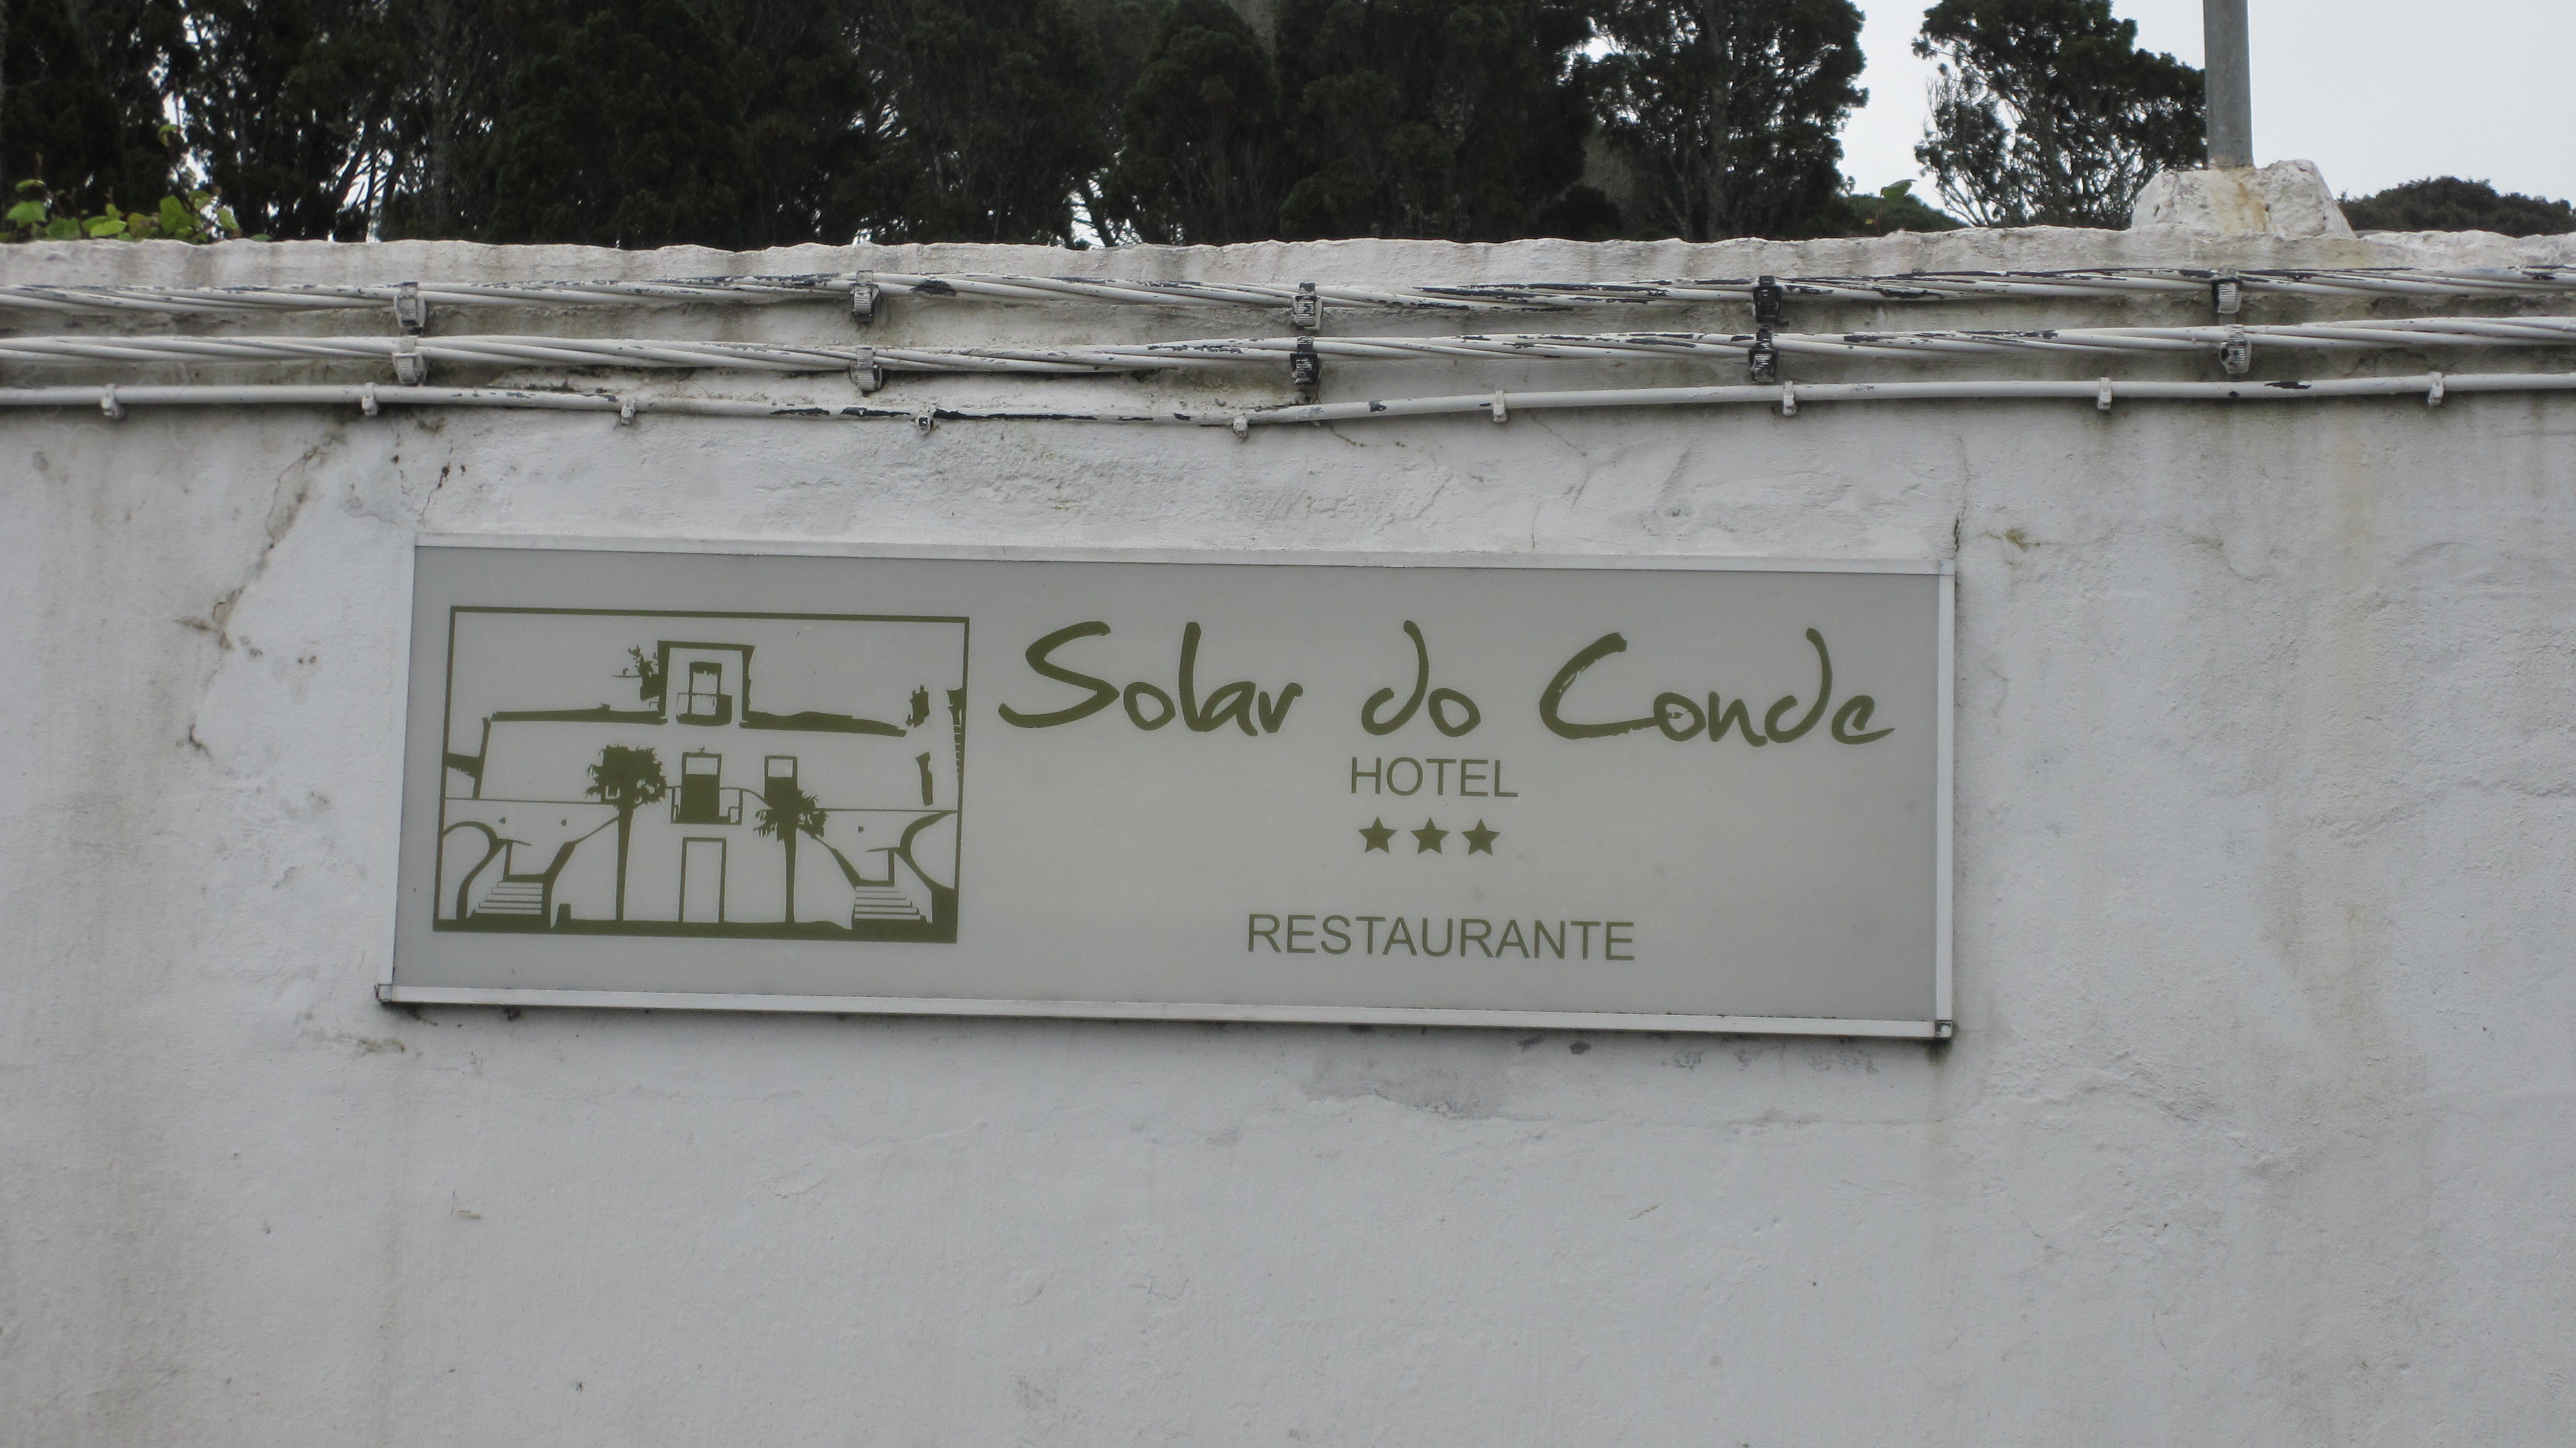 Solar do Conde
HOTEL
★★★
RESTAURANTE